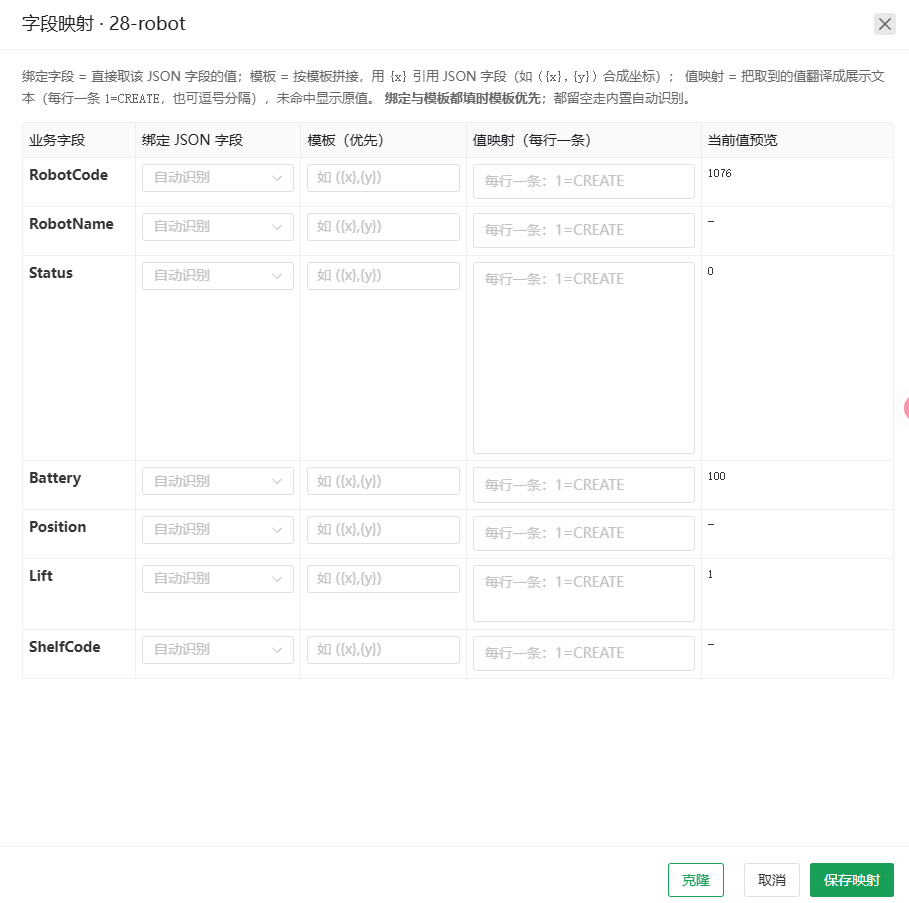 字段映射 · 28-robot
绑定字段 = 直接取该 JSON 字段的值；模板 = 按模板拼接，用 {x} 引用 JSON 字段（如 ({x},{y}) 合成坐标）； 值映射 = 把取到的值翻译成展示文
本（每行一条 1=CREATE，也可逗号分隔），未命中显示原值。 绑定与模板都填时模板优先；都留空走内置自动识别。
业务字段 绑定 JSON 字段 模板（优先） 值映射（每行一条） 当前值预览
RobotCode 自动识别 如 ({x},{y}) 每行一条：1=CREATE 1076
RobotName 自动识别 如 ({x},{y}) 每行一条：1=CREATE –
Status 自动识别 如 ({x},{y}) 每行一条：1=CREATE 0
Battery 自动识别 如 ({x},{y}) 每行一条：1=CREATE 100
Position 自动识别 如 ({x},{y}) 每行一条：1=CREATE –
Lift 自动识别 如 ({x},{y}) 每行一条：1=CREATE 1
ShelfCode 自动识别 如 ({x},{y}) 每行一条：1=CREATE –
克隆 取消 保存映射